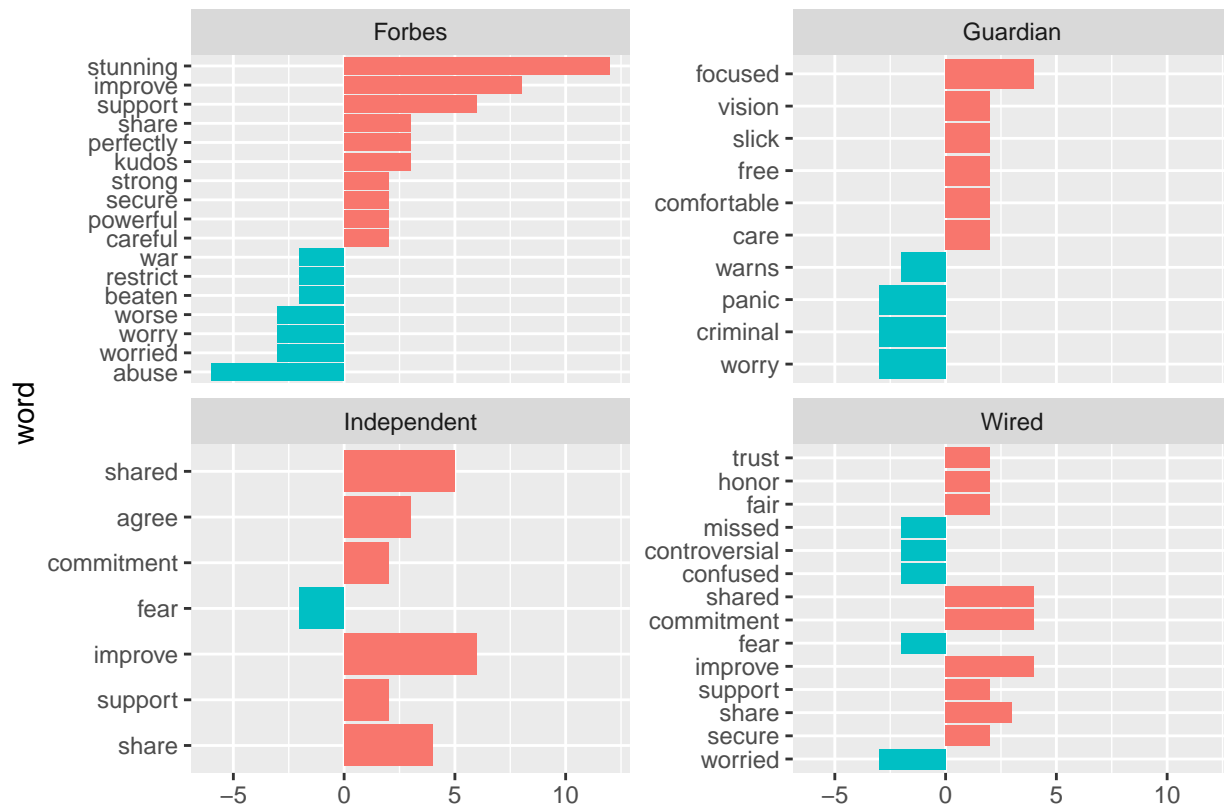 Forbes
stunning
improve
support
share
perfectly
kudos
strong
secure
powerful
careful
war
restrict
beaten
worse
worry
worried
abuse
Guardian
focused
vision
slick
free
comfortable
care
warns
panic
criminal
worry
word
Independent
shared
agree
commitment
fear
improve
support
share
−5 0 5 10
Wired
trust
honor
fair
missed
controversial
confused
shared
commitment
fear
improve
support
share
secure
worried
−5 0 5 10